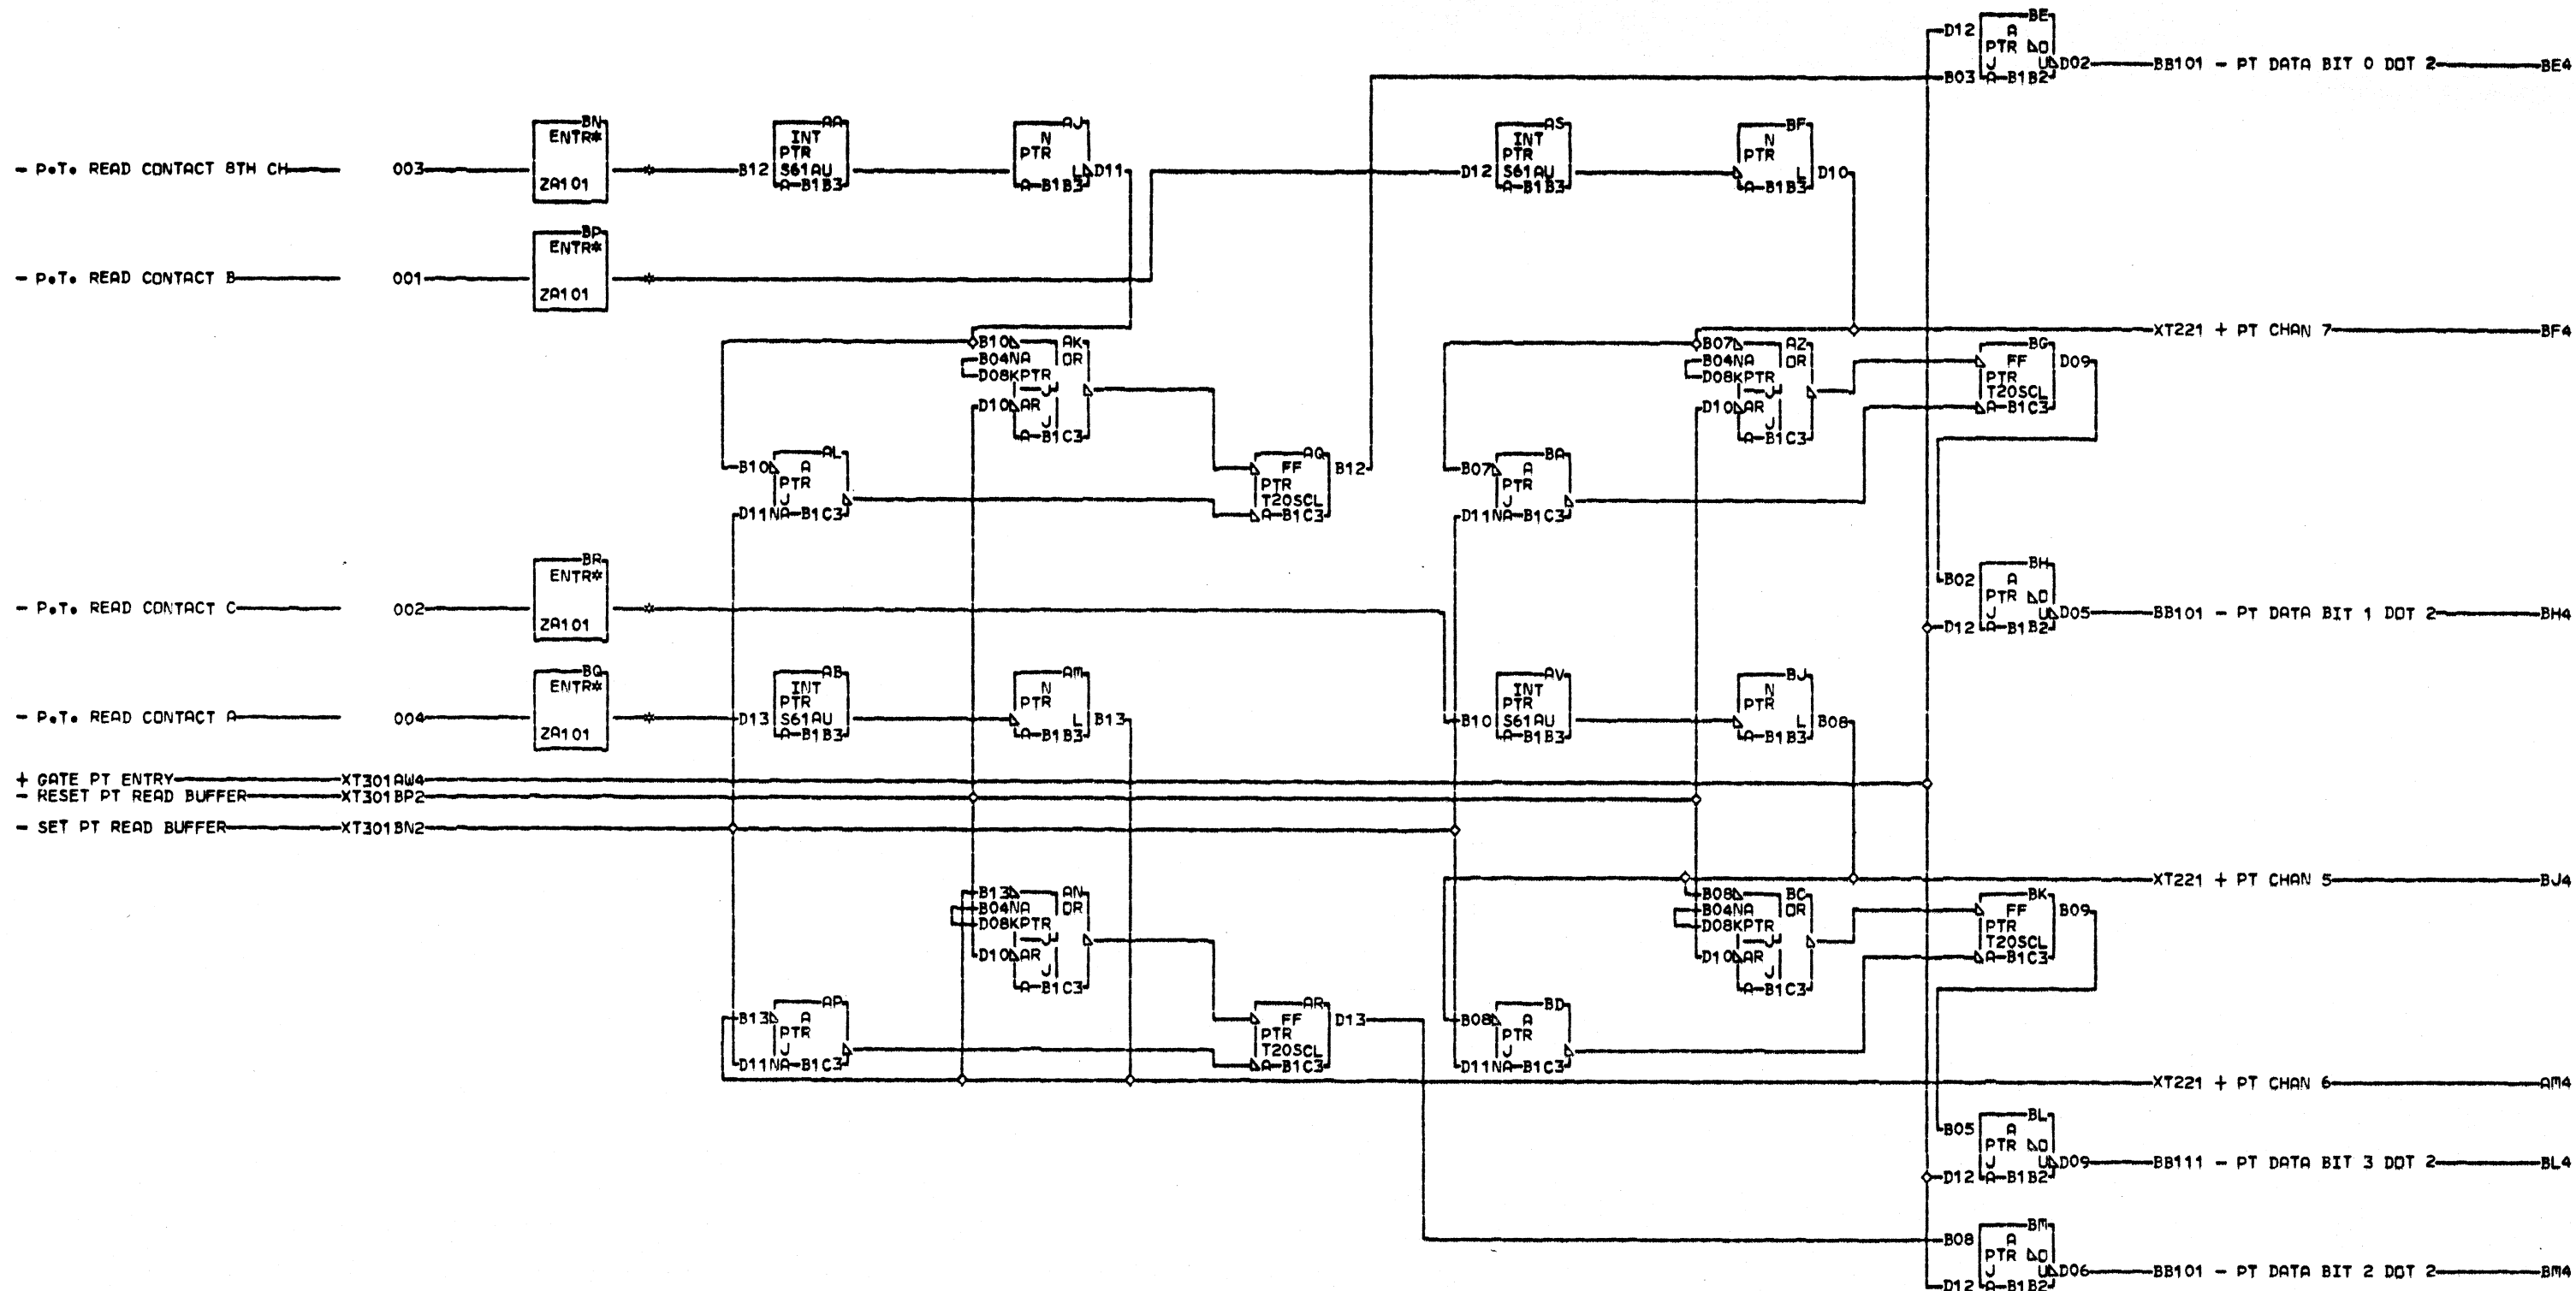 BE
D12 A
PTR O
J U D02 BB101 - PT DATA BIT 0 DOT 2 BE4
B03 A-B1B2
BN
ENTR*
- P.T. READ CONTACT 8TH CH 003
ZA101
AA
INT
PTR
B12 S61AU
A-B1B3
AJ
N
PTR
L D11
A-B1B3
AS
INT
PTR
D12 S61AU
A-B1B3
BF
N
PTR
L D10
A-B1B3
BP
ENTR*
- P.T. READ CONTACT B 001
ZA101
XT221 + PT CHAN 7 BF4
B10 AK
B04NA OR
D08KPTR
J
D10 AR
J
A-B1C3
B07 AZ
B04NA OR
D08KPTR
J
D10 AR
J
A-B1C3
BG
FF D09
PTR
T20SCL
A-B1C3
AL
B10 A
PTR
J
D11NA-B1C3
AQ
FF B12
PTR
T20SCL
A-B1C3
BA
B07 A
PTR
J
D11NA-B1C3
BR
ENTR*
- P.T. READ CONTACT C 002
ZA101
BH
B02 A
PTR O
J U D05 BB101 - PT DATA BIT 1 DOT 2 BH4
D12 A-B1B2
BQ
ENTR*
- P.T. READ CONTACT A 004
ZA101
AB
INT
PTR
D13 S61AU
A-B1B3
AM
N
PTR
L B13
A-B1B3
AV
INT
PTR
B10 S61AU
A-B1B3
BJ
N
PTR
L B08
A-B1B3
+ GATE PT ENTRY XT301AW4
- RESET PT READ BUFFER XT301BP2
- SET PT READ BUFFER XT301BN2
XT221 + PT CHAN 5 BJ4
B13 AN
B04NA OR
D08KPTR
J
D10 AR
J
A-B1C3
B08 BC
B04NA OR
D08KPTR
J
D10 AR
J
A-B1C3
BK
FF B09
PTR
T20SCL
A-B1C3
AP
B13 A
PTR
J
D11NA-B1C3
AR
FF D13
PTR
T20SCL
A-B1C3
BD
B08 A
PTR
J
D11NA-B1C3
XT221 + PT CHAN 6 AM4
BL
B05 A
PTR O
J U D09 BB111 - PT DATA BIT 3 DOT 2 BL4
D12 A-B1B2
BM
B08 A
PTR O
J U D06 BB101 - PT DATA BIT 2 DOT 2 BM4
D12 A-B1B2